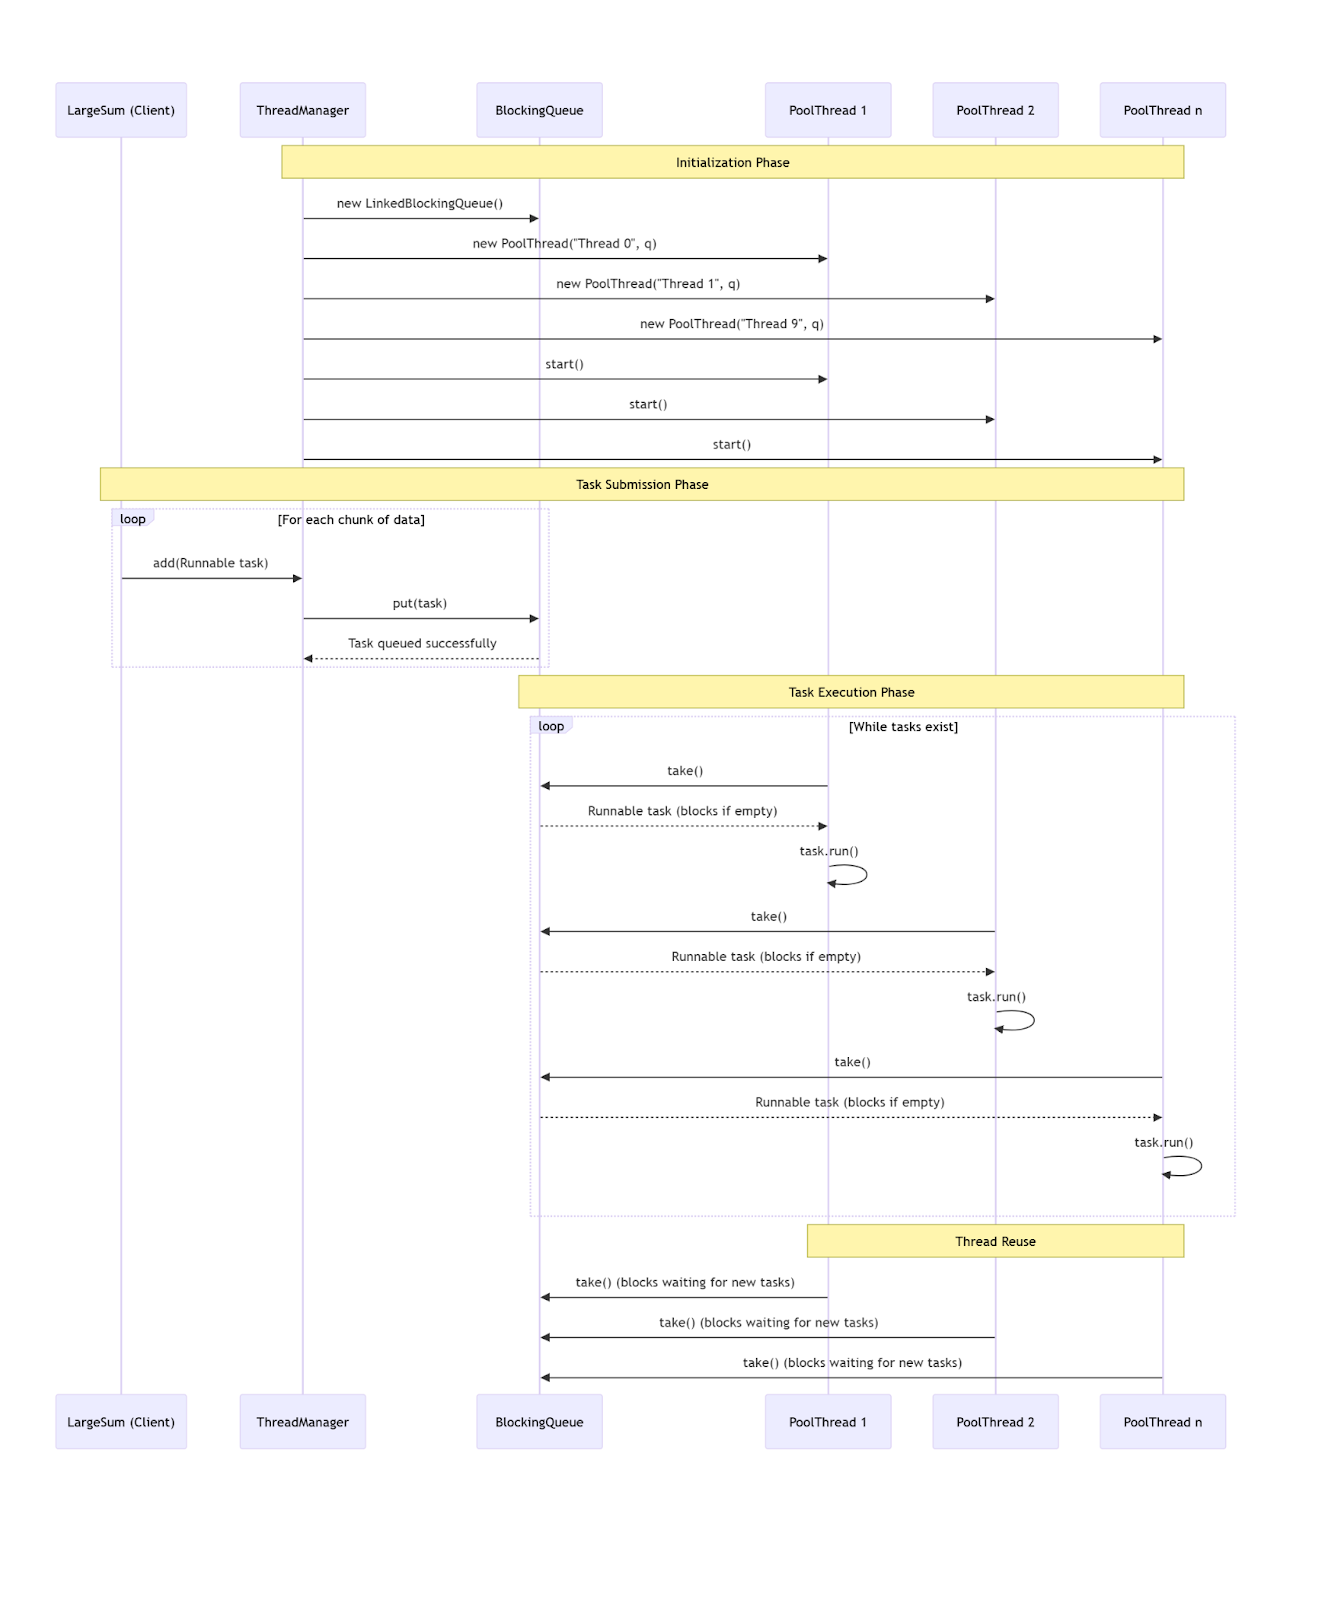 LargeSum (Client)
ThreadManager
BlockingQueue
PoolThread 1
PoolThread 2
PoolThread n
Initialization Phase
new LinkedBlockingQueue()
new PoolThread("Thread 0", q)
new PoolThread("Thread 1", q)
new PoolThread("Thread 9", q)
start()
start()
start()
Task Submission Phase
loop
[For each chunk of data]
add(Runnable task)
put(task)
Task queued successfully
Task Execution Phase
loop
[While tasks exist]
take()
Runnable task (blocks if empty)
task.run()
take()
Runnable task (blocks if empty)
task.run()
take()
Runnable task (blocks if empty)
task.run()
Thread Reuse
take() (blocks waiting for new tasks)
take() (blocks waiting for new tasks)
take() (blocks waiting for new tasks)
LargeSum (Client)
ThreadManager
BlockingQueue
PoolThread 1
PoolThread 2
PoolThread n